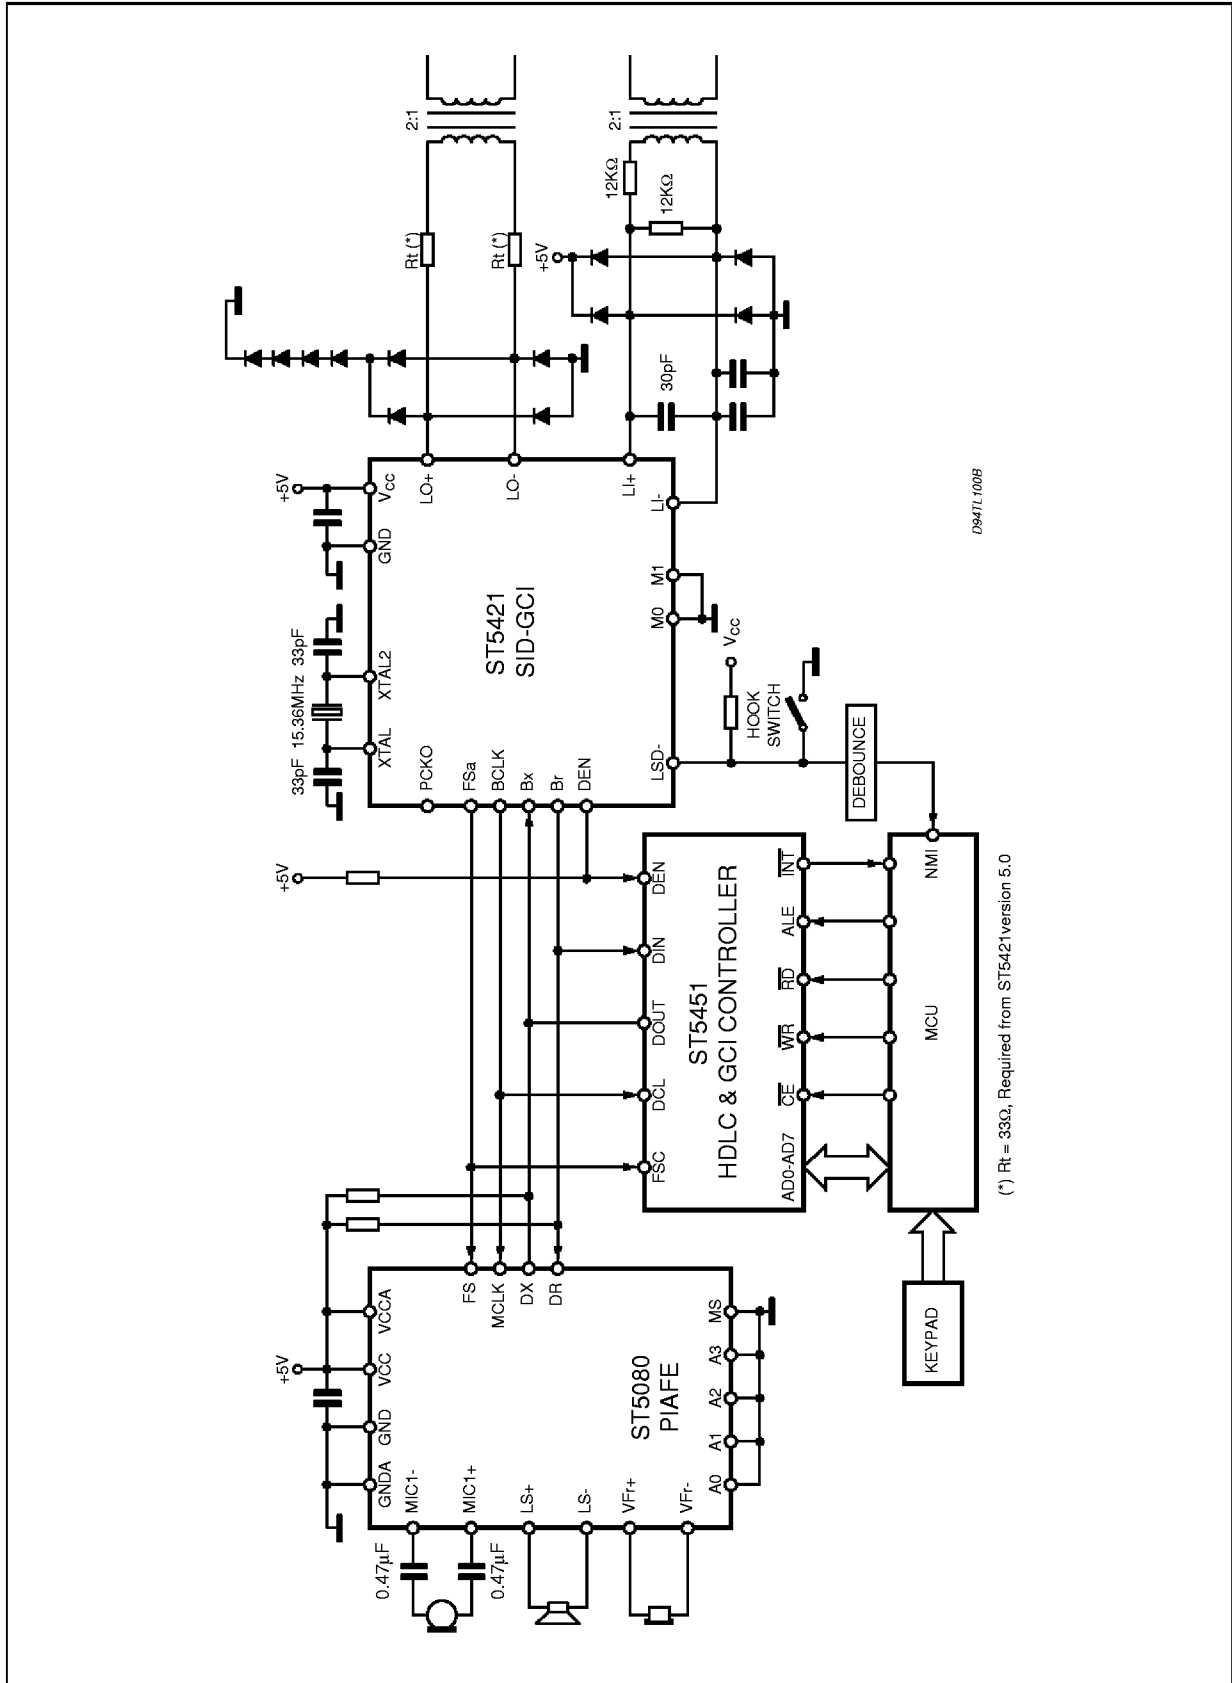 +5V
0.47µF
0.47µF
GNDA
GND
VCC
VCCA
MIC1-
MIC1+
LS+
LS-
VFr+
VFr-
ST5080
PIAFE
FS
MCLK
DX
DR
A0
A1
A2
A3
MS
+5V
FSC
DCL
DOUT
DIN
DEN
ST5451
HDLC & GCI CONTROLLER
AD0-AD7
CE
WR
RD
ALE
INT
KEYPAD
MCU
NMI
DEBOUNCE
HOOK
SWITCH
VCC
33pF
15.36MHz
33pF
+5V
XTAL
XTAL2
GND
VCC
PCKO
FSa
BCLK
Bx
Br
DEN
ST5421
SID-GCI
LO+
LO-
LI+
LI-
LSD-
M0
M1
Rt (*)
Rt (*)
2:1
+5V
30pF
12KΩ
12KΩ
2:1
(*) Rt = 33Ω, Required from ST5421version 5.0
D94TL100B